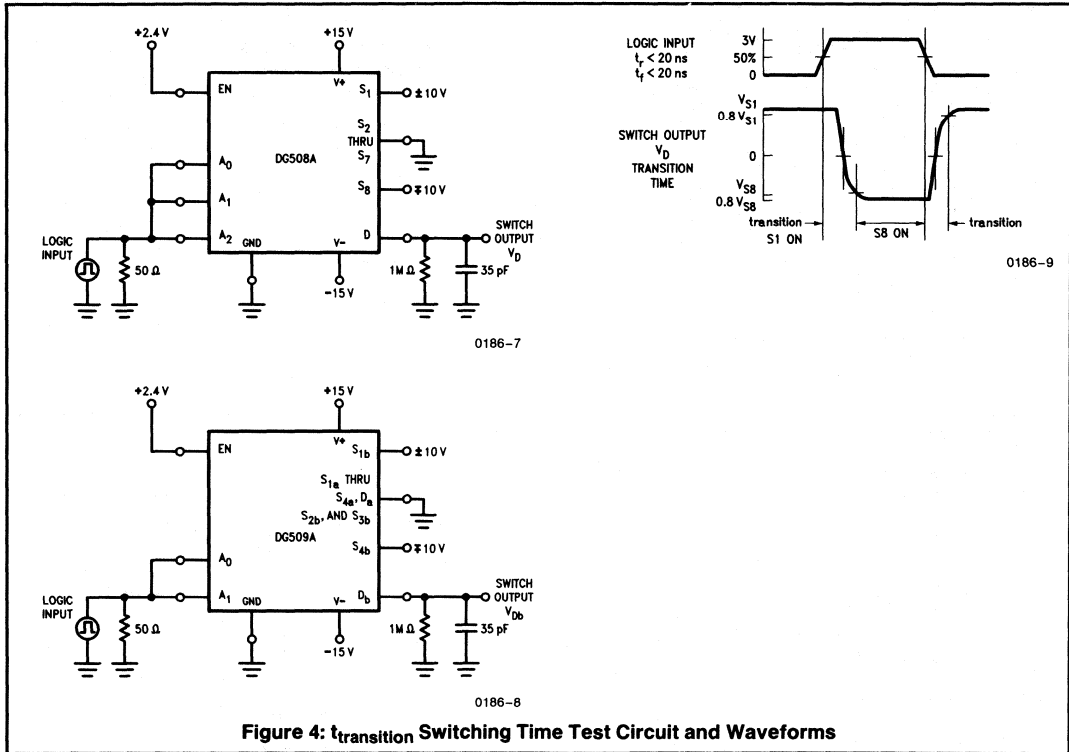 +2.4 V
+15 V
EN
V+
S1
±10 V
S2
THRU
S7
DG508A
A0
A1
S8
∓10 V
A2
GND
V−
D
SWITCH
OUTPUT
VD
LOGIC
INPUT
50 Ω
−15 V
1 MΩ
35 pF
0186−7
LOGIC INPUT
tr < 20 ns
tf < 20 ns
3V
50%
0
VS1
0.8 VS1
SWITCH OUTPUT
VD
TRANSITION
TIME
0
VS8
0.8 VS8
transition
S1 ON
S8 ON
transition
0186−9
+2.4 V
+15 V
EN
V+
S1b
±10 V
S1a THRU
S4a, Da
S2b, AND S3b
DG509A
S4b
∓10 V
A0
A1
GND
V−
Db
SWITCH
OUTPUT
VDb
LOGIC
INPUT
50 Ω
−15 V
1 MΩ
35 pF
0186−8
Figure 4: ttransition Switching Time Test Circuit and Waveforms